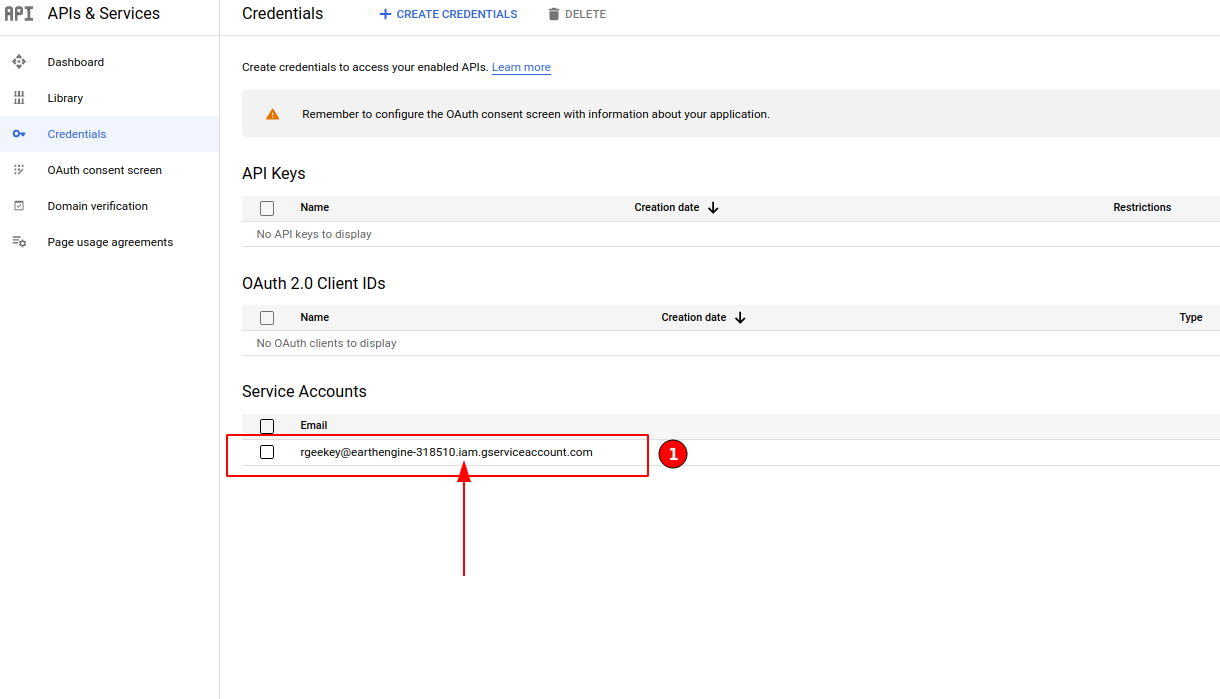 API APIs & Services
Credentials
CREATE CREDENTIALS
DELETE
Dashboard
Library
Credentials
OAuth consent screen
Domain verification
Page usage agreements
Create credentials to access your enabled APIs. Learn more
Remember to configure the OAuth consent screen with information about your application.
API Keys
Name Creation date Restrictions
No API keys to display
OAuth 2.0 Client IDs
Name Creation date Type
No OAuth clients to display
Service Accounts
Email
rgeekey@earthengine-318510.iam.gserviceaccount.com
1